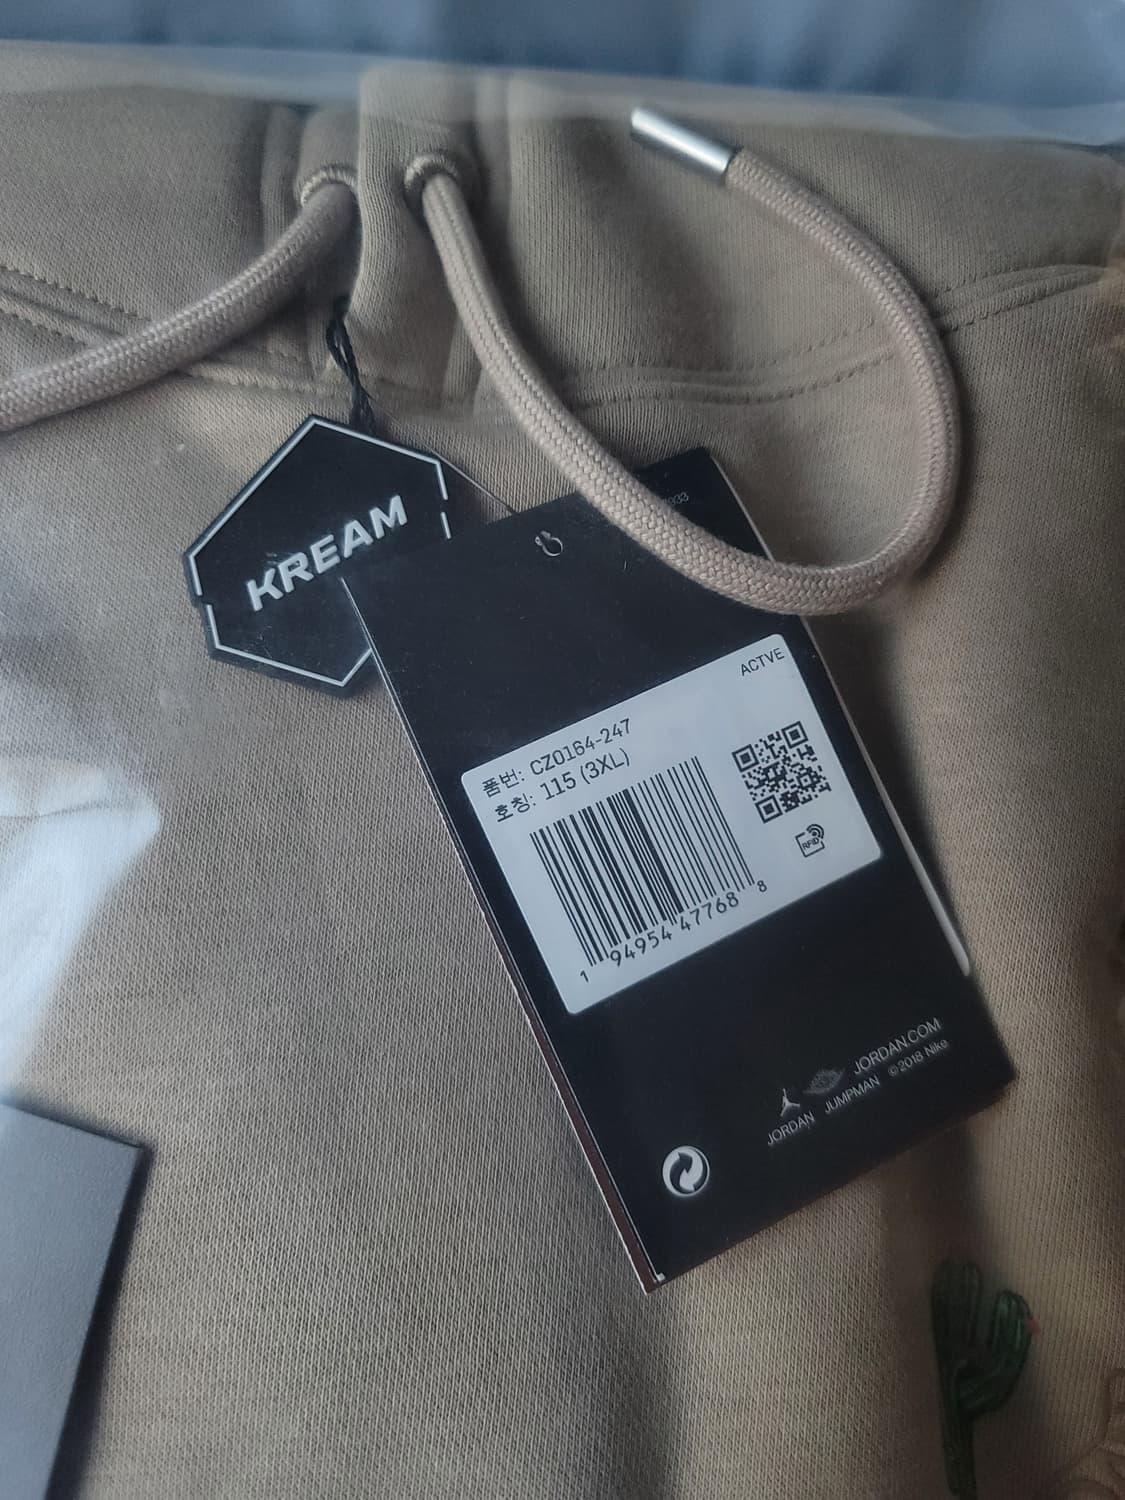 KREAM
ACTVE
품번: CZ0164-247
호칭: 115 (3XL)
RFID
1 94954 47768 8
JORDAN.COM
JORDAN JUMPMAN ©2018 Nike